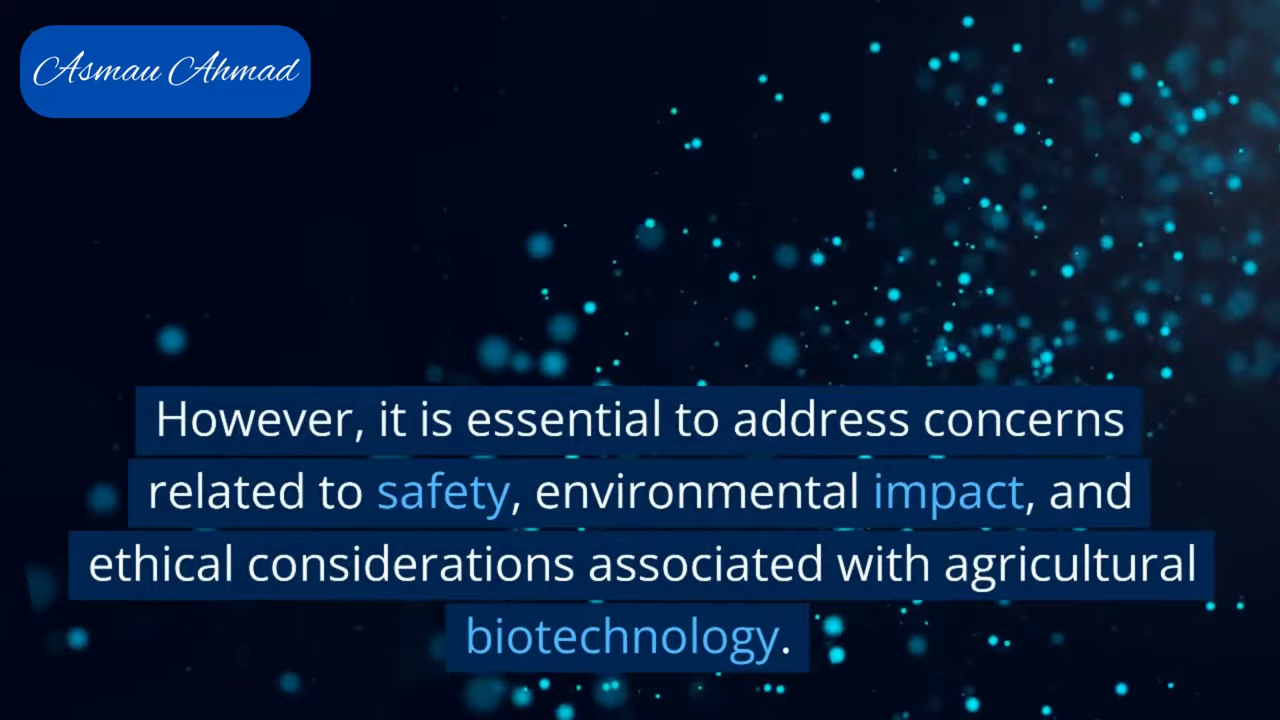 Asmau Ahmad
However, it is essential to address concerns
related to safety, environmental impact, and
ethical considerations associated with agricultural
biotechnology.